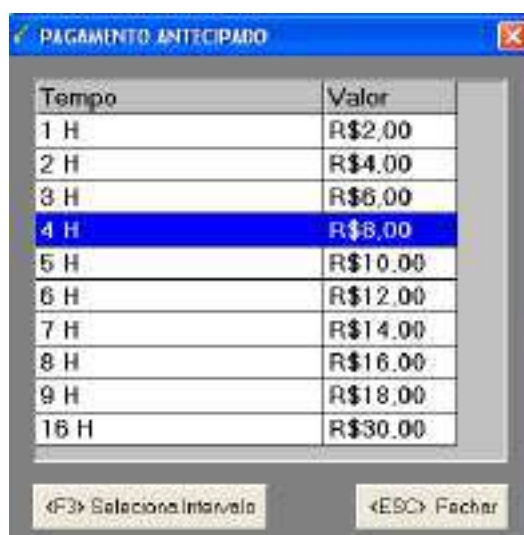 PAGAMENTO ANTECIPADO
Tempo Valor
1 H R$2,00
2 H R$4,00
3 H R$6,00
4 H R$8,00
5 H R$10,00
6 H R$12,00
7 H R$14,00
8 H R$16,00
9 H R$18,00
16 H R$30,00
<F3> Seleciona Intervalo <ESC> Fechar